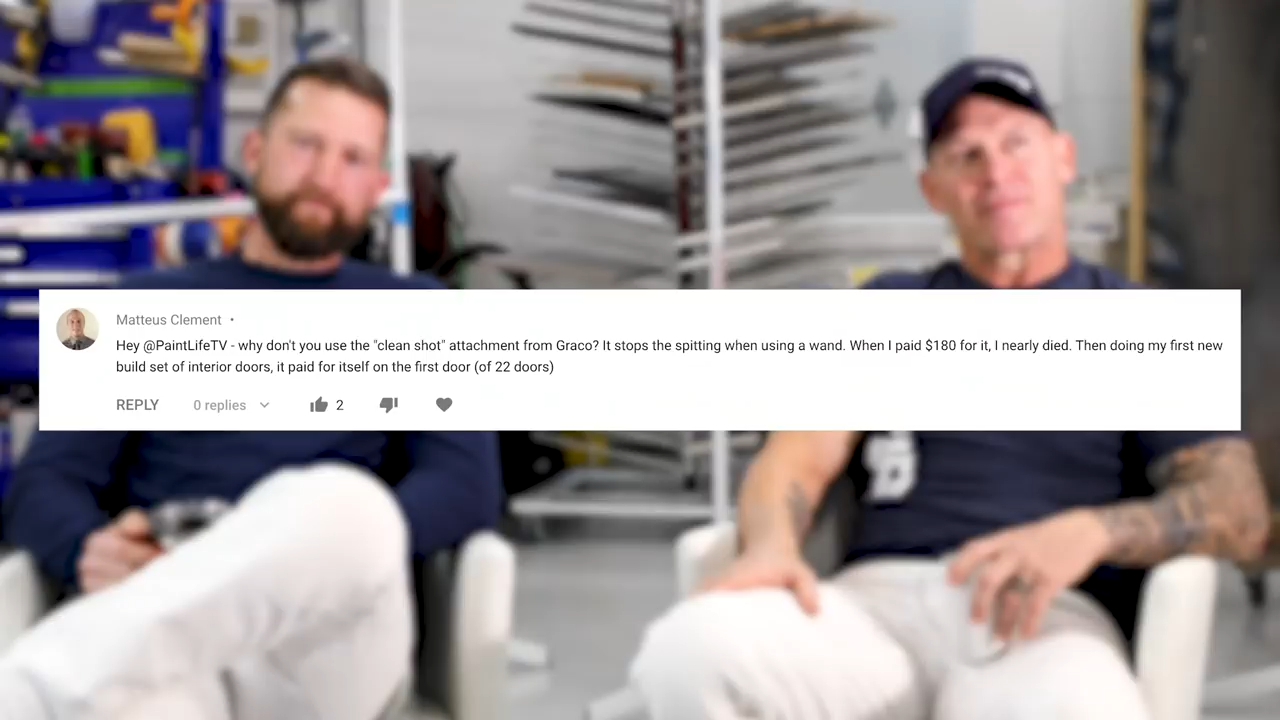 Matteus Clement •
Hey @PaintLifeTV - why don't you use the "clean shot" attachment from Graco? It stops the spitting when using a wand. When I paid $180 for it, I nearly died. Then doing my first new
build set of interior doors, it paid for itself on the first door (of 22 doors)
REPLY 0 replies 2